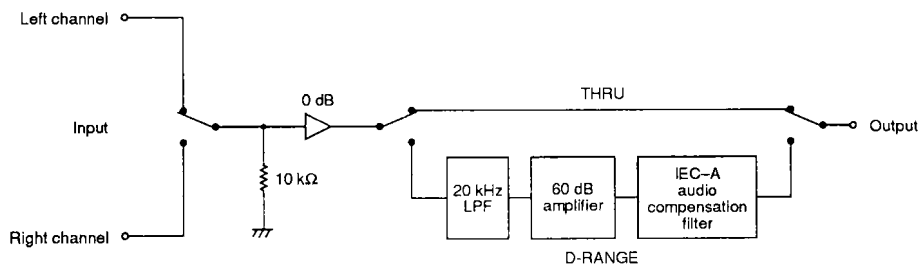 Left channel
0 dB
THRU
Input
Output
10 kΩ
20 kHz
LPF
60 dB
amplifier
IEC–A
audio
compensation
filter
Right channel
D-RANGE